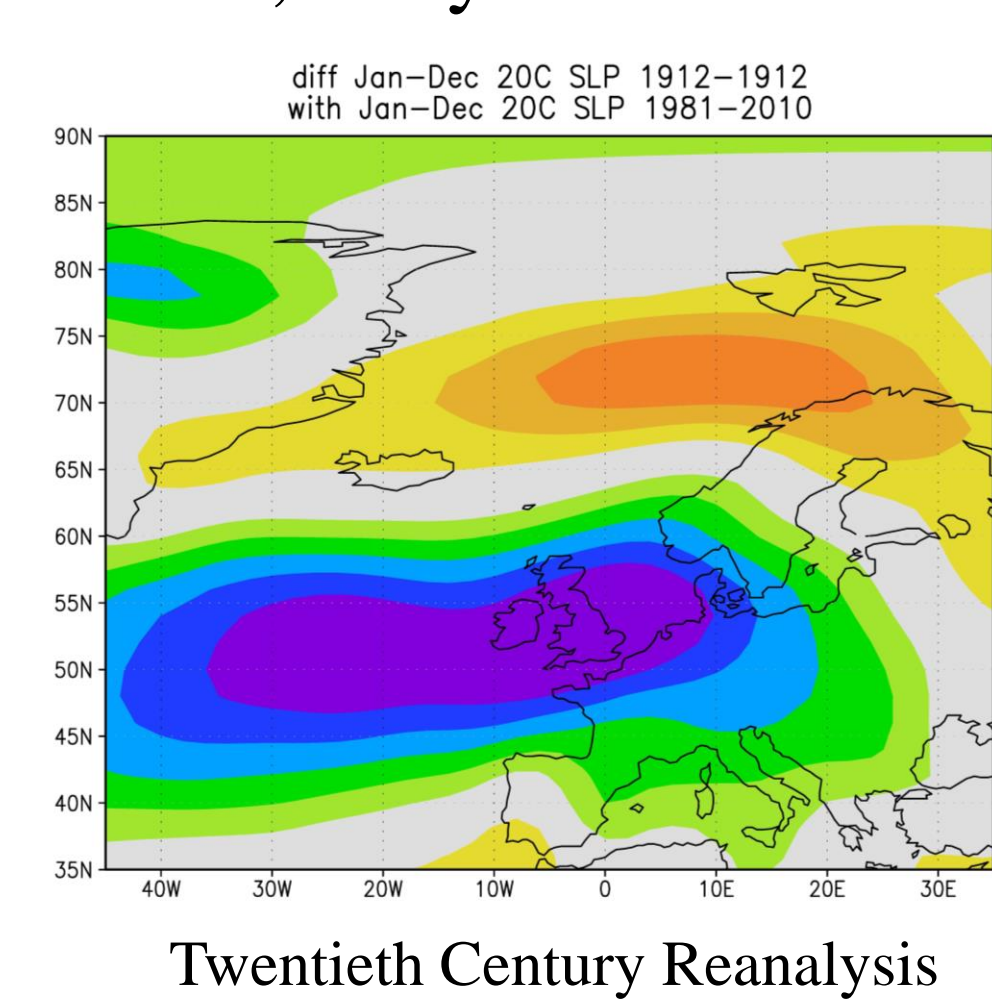 diff Jan-Dec 20C SLP 1912-1912
with Jan-Dec 20C SLP 1981-2010
90N
85N
80N
75N
70N
65N
60N
55N
50N
45N
40N
35N
40W 30W 20W 10W 0 10E 20E 30E
Twentieth Century Reanalysis